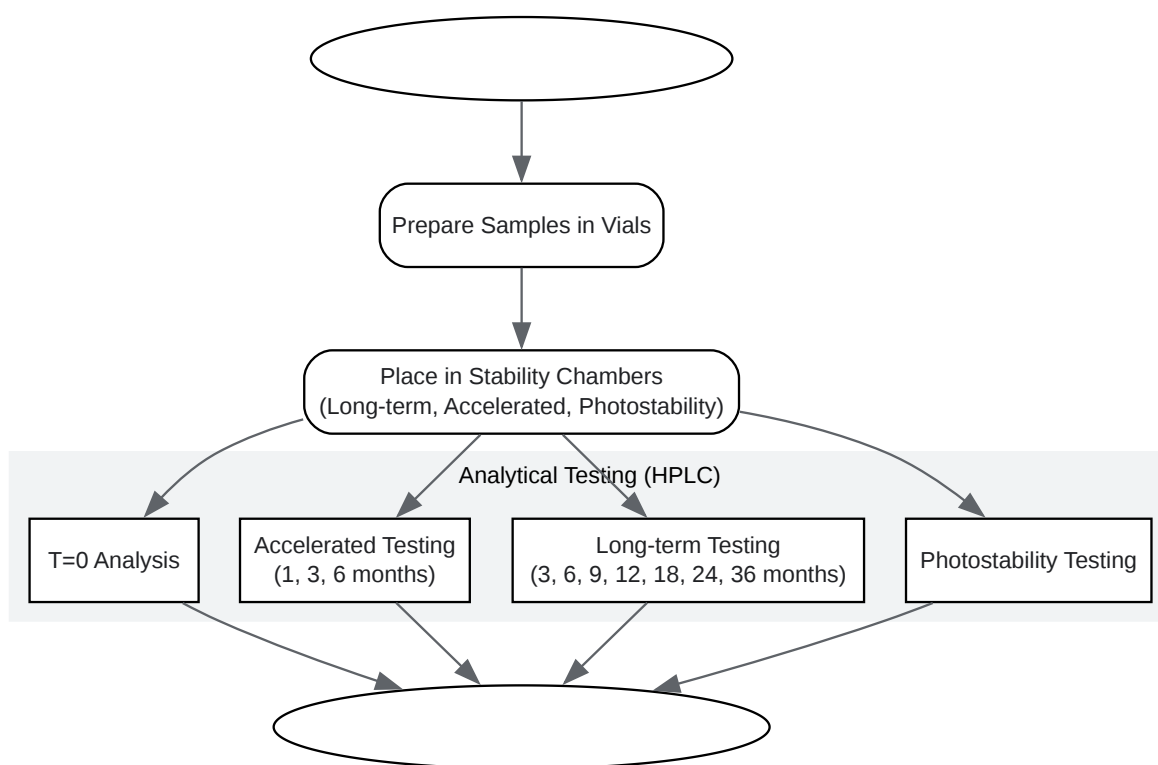 Prepare Samples in Vials
Place in Stability Chambers
(Long-term, Accelerated, Photostability)
Analytical Testing (HPLC)
T=0 Analysis
Accelerated Testing
(1, 3, 6 months)
Long-term Testing
(3, 6, 9, 12, 18, 24, 36 months)
Photostability Testing